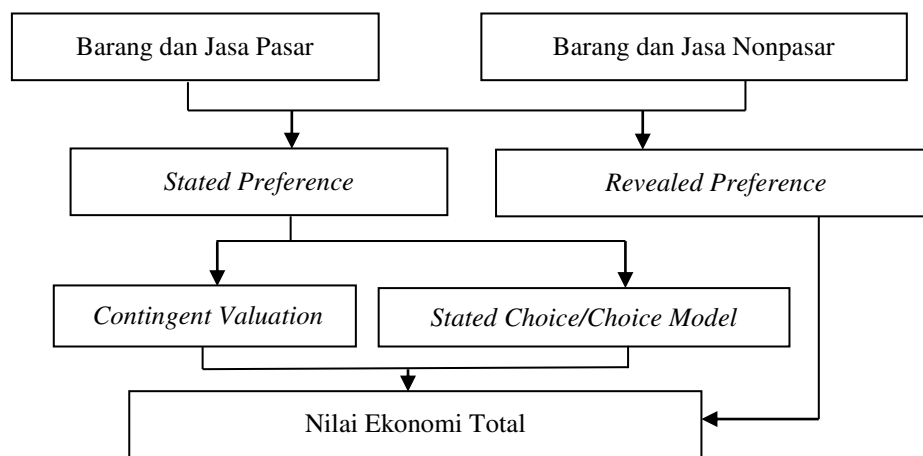 Barang dan Jasa Pasar
Barang dan Jasa Nonpasar
Stated Preference
Revealed Preference
Contingent Valuation
Stated Choice/Choice Model
Nilai Ekonomi Total